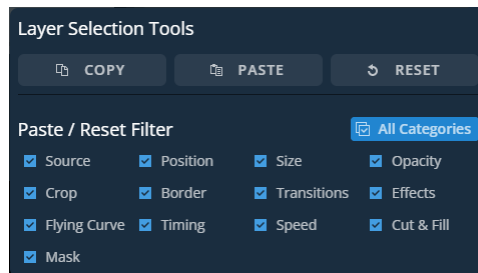 Layer Selection Tools
COPY PASTE RESET
Paste / Reset Filter All Categories
Source Position Size Opacity
Crop Border Transitions Effects
Flying Curve Timing Speed Cut & Fill
Mask